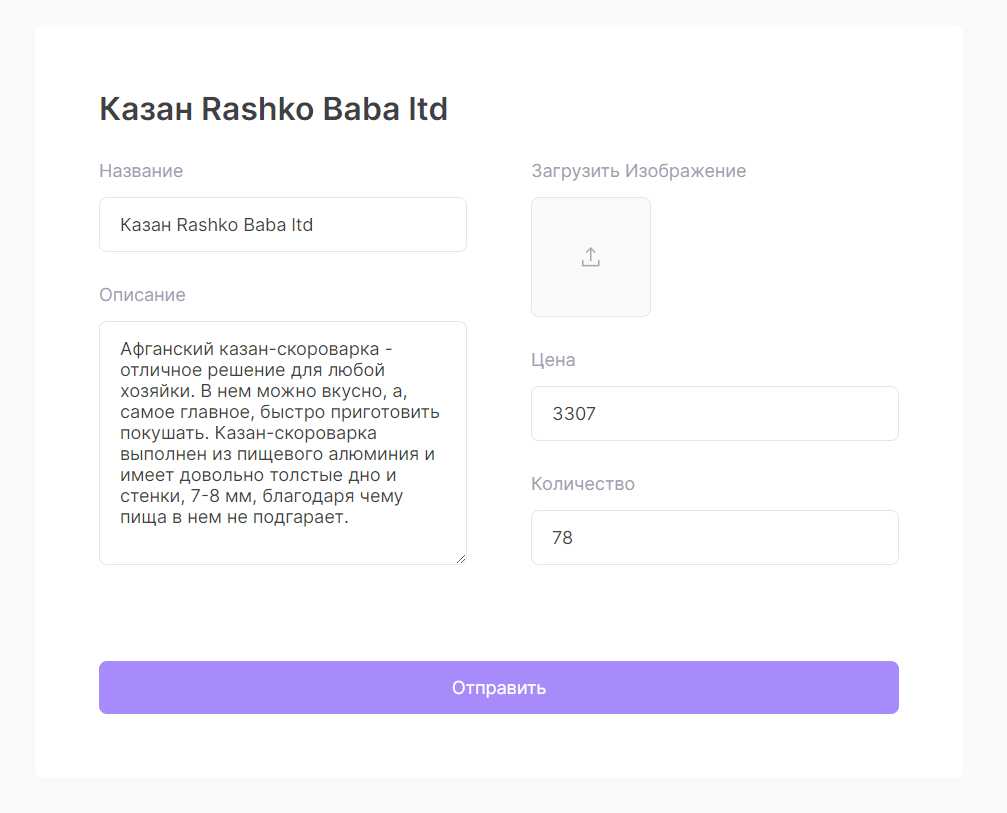 Казан Rashko Baba ltd
Название
Казан Rashko Baba ltd
Описание
Афганский казан-скороварка -
отличное решение для любой
хозяйки. В нем можно вкусно, а,
самое главное, быстро приготовить
покушать. Казан-скороварка
выполнен из пищевого алюминия и
имеет довольно толстые дно и
стенки, 7-8 мм, благодаря чему
пища в нем не подгарает.
Загрузить Изображение
Цена
3307
Количество
78
Отправить